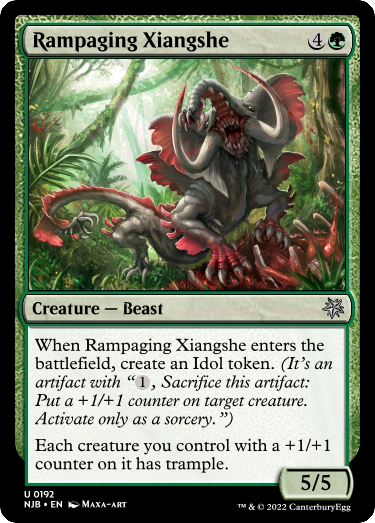 Rampaging Xiangshe 4
Creature — Beast
When Rampaging Xiangshe enters the
battlefield, create an Idol token. (It's an
artifact with “1, Sacrifice this artifact:
Put a +1/+1 counter on target creature.
Activate only as a sorcery.”)
Each creature you control with a +1/+1
counter on it has trample.
5/5
U 0192
NJB • EN Maxa-art
™ & © 2022 CanterburyEgg